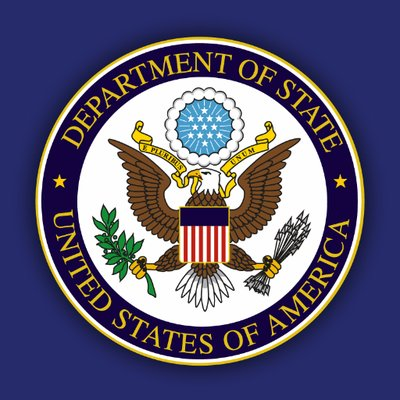 DEPARTMENT OF STATE
E PLURIBUS UNUM
UNITED STATES OF AMERICA